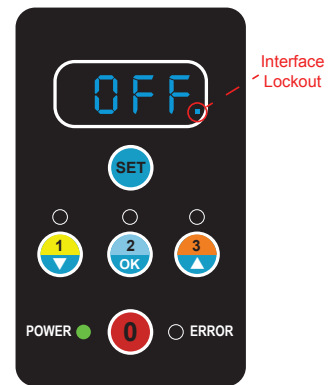 Interface
Lockout
OFF.
SET
1 2 3
OK
POWER 0 ERROR